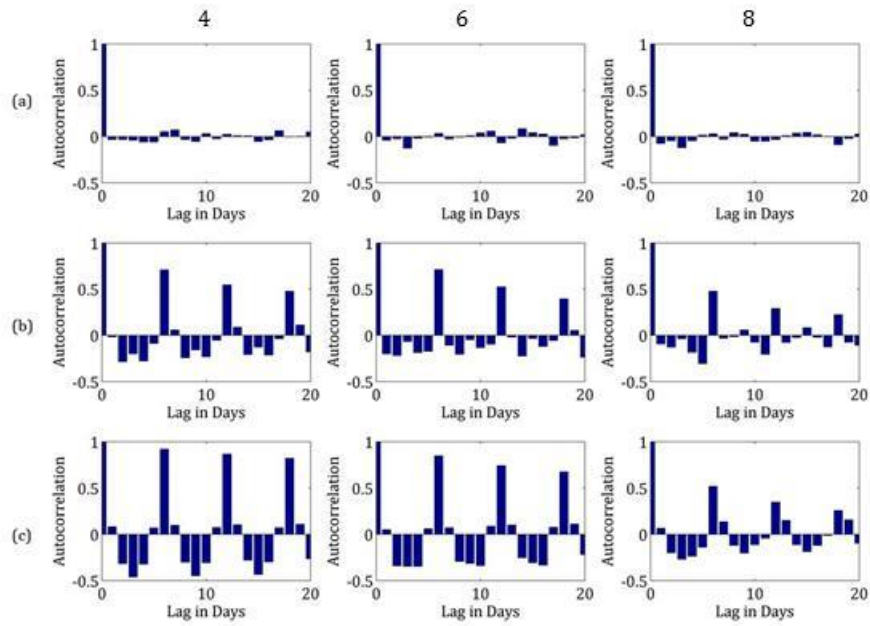 4 6 8
(a)
Autocorrelation Autocorrelation Autocorrelation
1 1 1
0.5 0.5 0.5
0 0 0
-0.5 -0.5 -0.5
0 10 20 0 10 20 0 10 20
Lag in Days Lag in Days Lag in Days
(b)
Autocorrelation Autocorrelation Autocorrelation
1 1 1
0.5 0.5 0.5
0 0 0
-0.5 -0.5 -0.5
0 10 20 0 10 20 0 10 20
Lag in Days Lag in Days Lag in Days
(c)
Autocorrelation Autocorrelation Autocorrelation
1 1 1
0.5 0.5 0.5
0 0 0
-0.5 -0.5 -0.5
0 10 20 0 10 20 0 10 20
Lag in Days Lag in Days Lag in Days